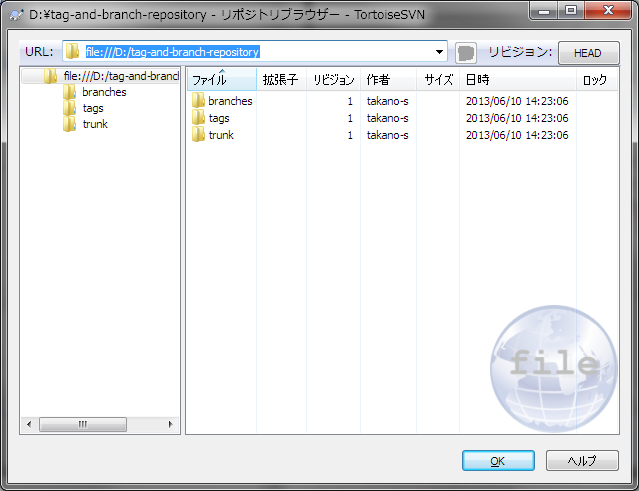 D:¥tag-and-branch-repository - リポジトリブラウザー - TortoiseSVN
URL: file:///D:/tag-and-branch-repository リビジョン: HEAD
file:///D:/tag-and-branch
branches
tags
trunk
ファイル 拡張子 リビジョン 作者 サイズ 日時 ロック
branches 1 takano-s 2013/06/10 14:23:06
tags 1 takano-s 2013/06/10 14:23:06
trunk 1 takano-s 2013/06/10 14:23:06
file
OK ヘルプ